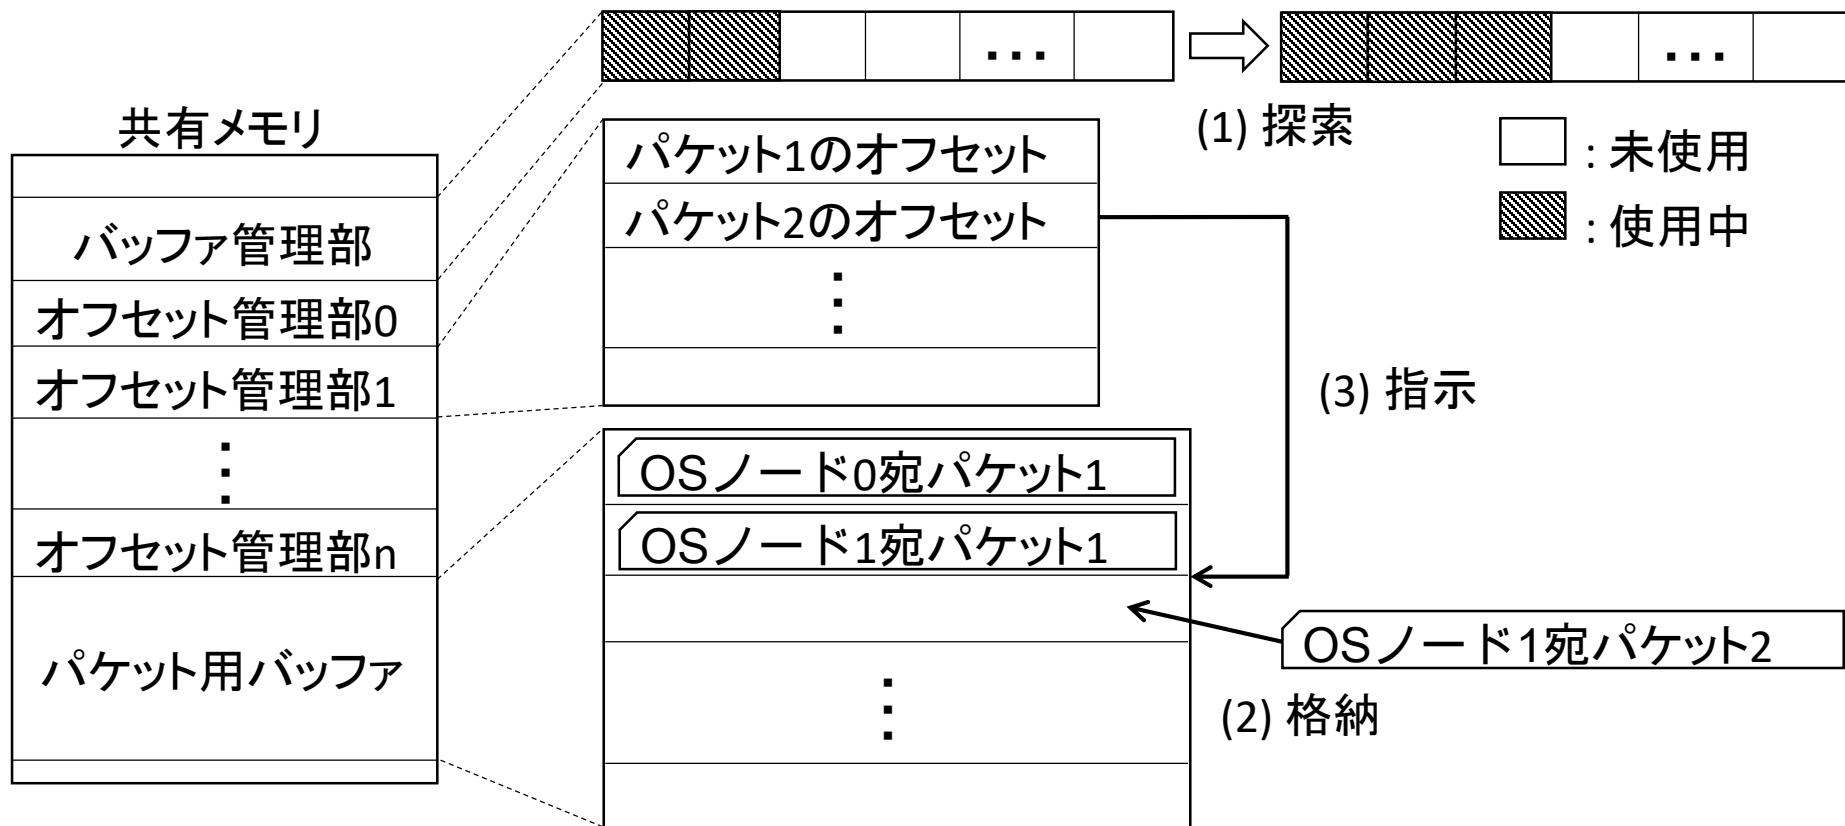 共有メモリ
バッファ管理部
オフセット管理部0
オフセット管理部1
⋮
オフセット管理部n
パケット用バッファ
...
...
(1) 探索
: 未使用
: 使用中
パケット1のオフセット
パケット2のオフセット
⋮
(3) 指示
OSノード0宛パケット1
OSノード1宛パケット1
⋮
OSノード1宛パケット2
(2) 格納